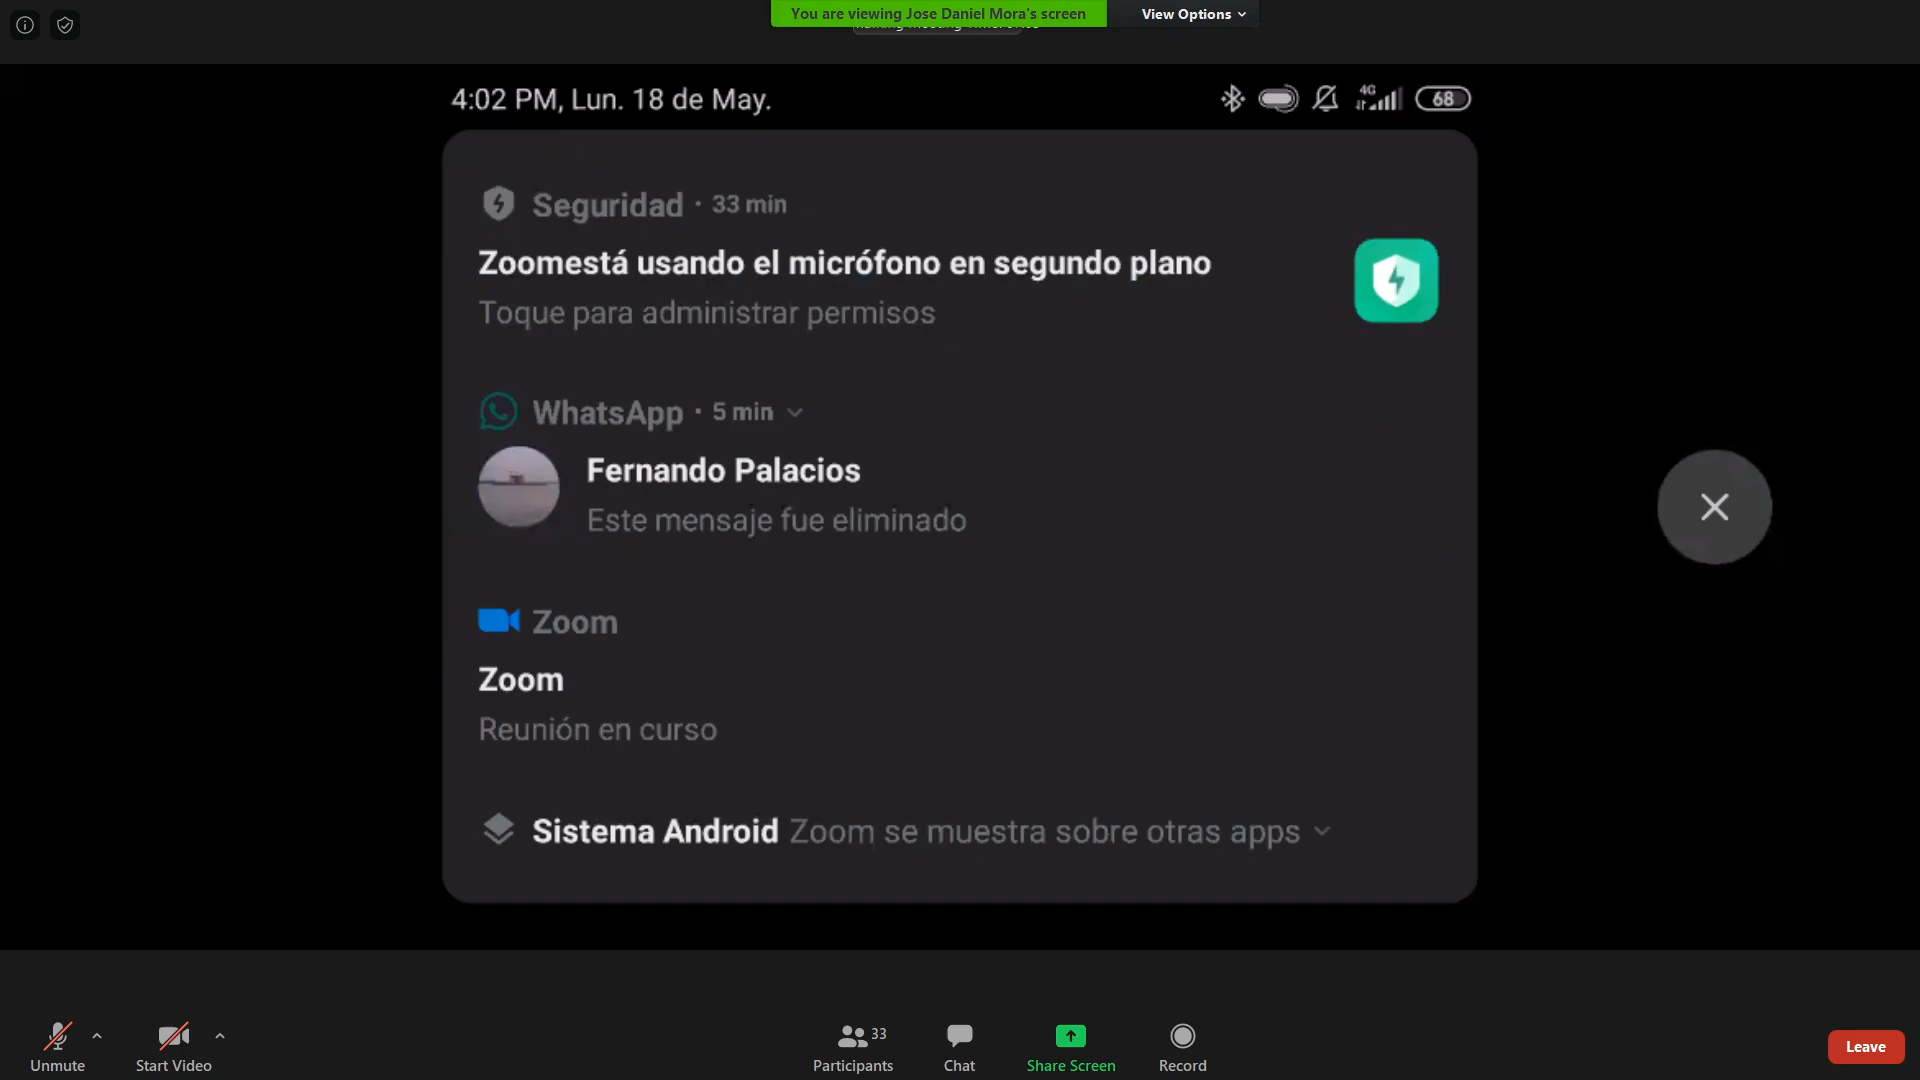 You are viewing Jose Daniel Mora's screen
View Options
4:02 PM, Lun. 18 de May.
4G
68
Seguridad · 33 min
Zoomestá usando el micrófono en segundo plano
Toque para administrar permisos
WhatsApp · 5 min
Fernando Palacios
Este mensaje fue eliminado
Zoom
Zoom
Reunión en curso
Sistema Android Zoom se muestra sobre otras apps
33
Unmute
Start Video
Participants
Chat
Share Screen
Record
Leave